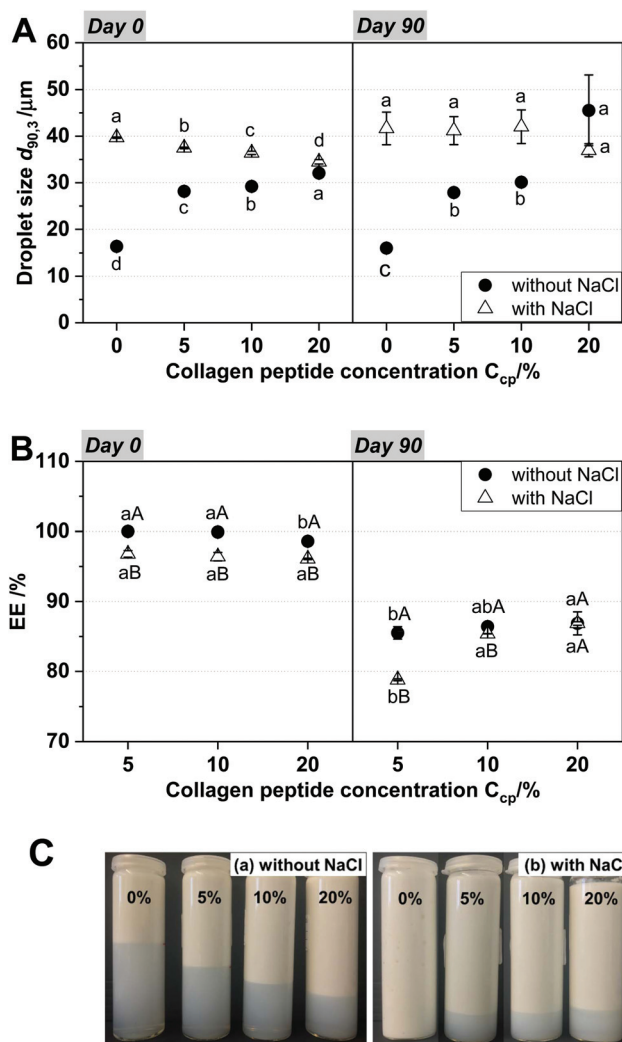 A
Day 0
Day 90
60
50
40
30
20
10
0
Droplet size d90,3 /μm
a
b
c
d
d
c
b
a
a
a
a
a
a
c
b
b
without NaCl
with NaCl
0
5
10
20
0
5
10
20
Collagen peptide concentration Ccp/%
B
Day 0
Day 90
110
100
90
80
70
EE /%
aA
aA
bA
aB
aB
aB
bA
abA
aA
bB
aB
aA
without NaCl
with NaCl
5
10
20
5
10
20
Collagen peptide concentration Ccp/%
C
(a) without NaCl
(b) with NaC
0%
5%
10%
20%
0%
5%
10%
20%